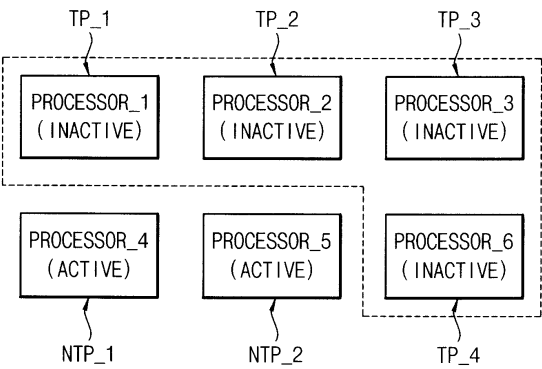 TP_1 TP_2 TP_3
PROCESSOR_1 PROCESSOR_2 PROCESSOR_3
(INACTIVE) (INACTIVE) (INACTIVE)
PROCESSOR_4 PROCESSOR_5 PROCESSOR_6
(ACTIVE) (ACTIVE) (INACTIVE)
NTP_1 NTP_2 TP_4